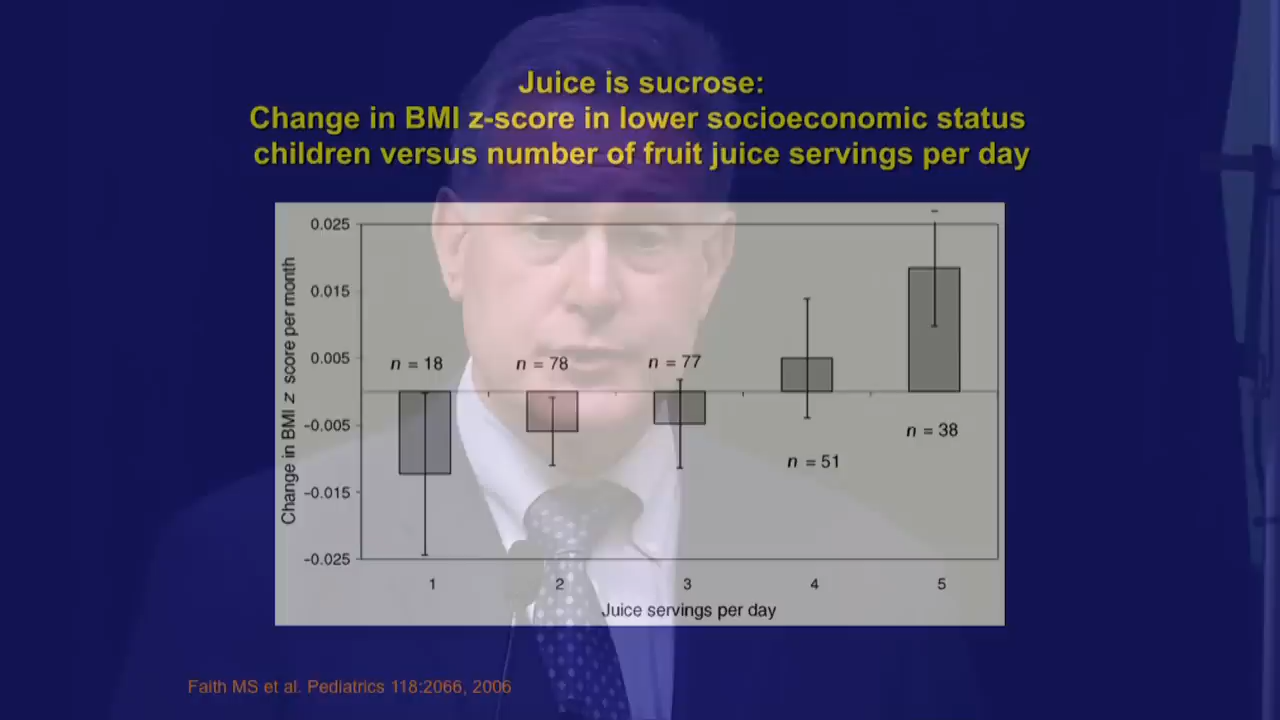 Juice is sucrose:
Change in BMI z-score in lower socioeconomic status
children versus number of fruit juice servings per day
0.025
0.015
0.005
-0.005
-0.015
-0.025
Change in BMI z score per month
n = 18
n = 78
n = 77
n = 51
n = 38
1 2 3 4 5
Juice servings per day
Faith MS et al. Pediatrics 118:2066, 2006